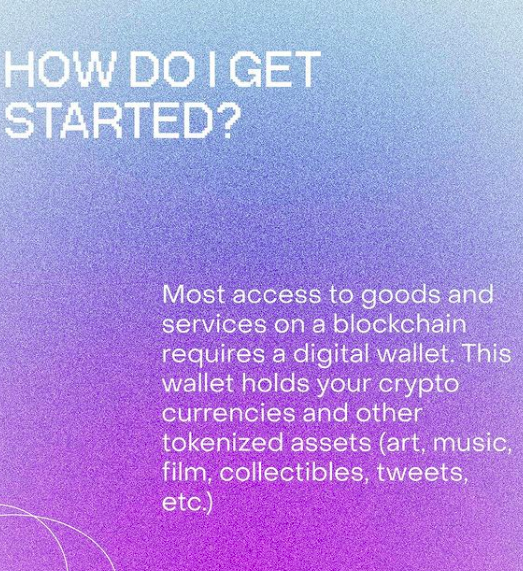 HOW DO I GET
STARTED?
Most access to goods and
services on a blockchain
requires a digital wallet. This
wallet holds your crypto
currencies and other
tokenized assets (art, music,
film, collectibles, tweets,
etc.)